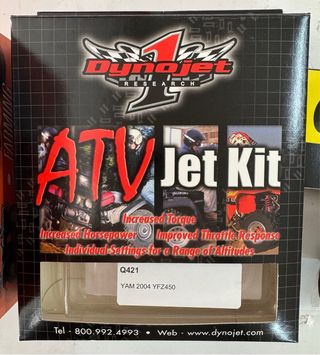 1
Dynojet
RESEARCH
ATV Jet Kit
Increased Torque
Increased Horsepower • Improved Throttle Response
Individual Settings for a Range of Altitudes
Q421
YAM 2004 YFZ450
Tel - 800.992.4993 • Web - www.dynojet.com